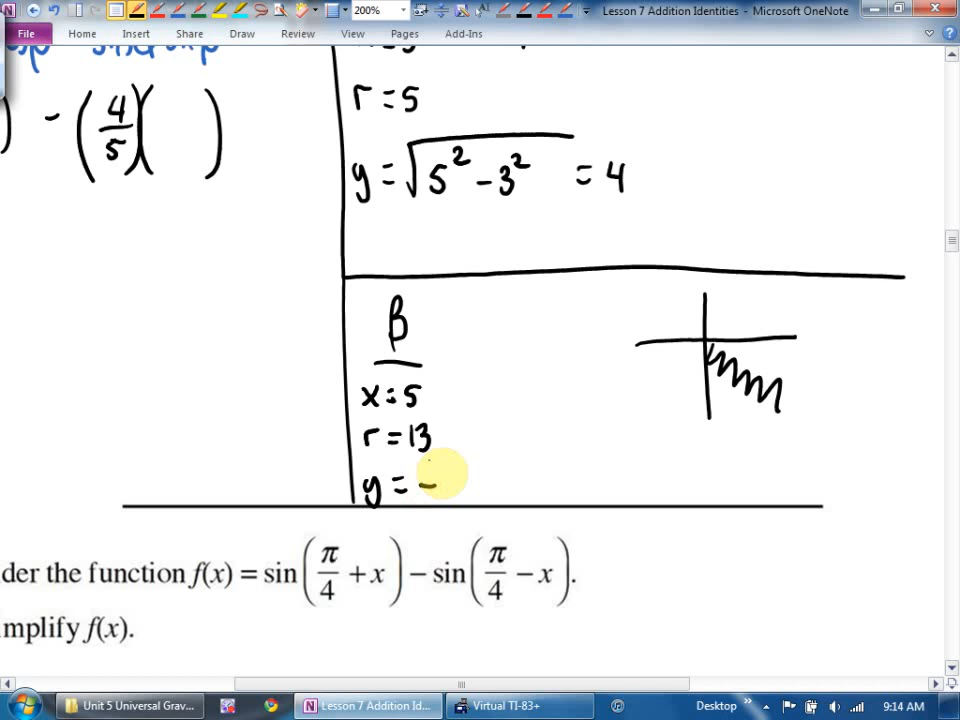 200%
Lesson 7 Addition Identities - Microsoft OneNote
File Home Insert Share Draw Review View Pages Add-Ins
r = 5
- (4/5)( )
y = √(5² - 3²) = 4
β
x = 5
r = 13
y = -
der the function f(x) = sin(π/4 + x) - sin(π/4 - x).
implify f(x).
Unit 5 Universal Grav...
Lesson 7 Addition Id...
Virtual TI-83+
Desktop
9:14 AM